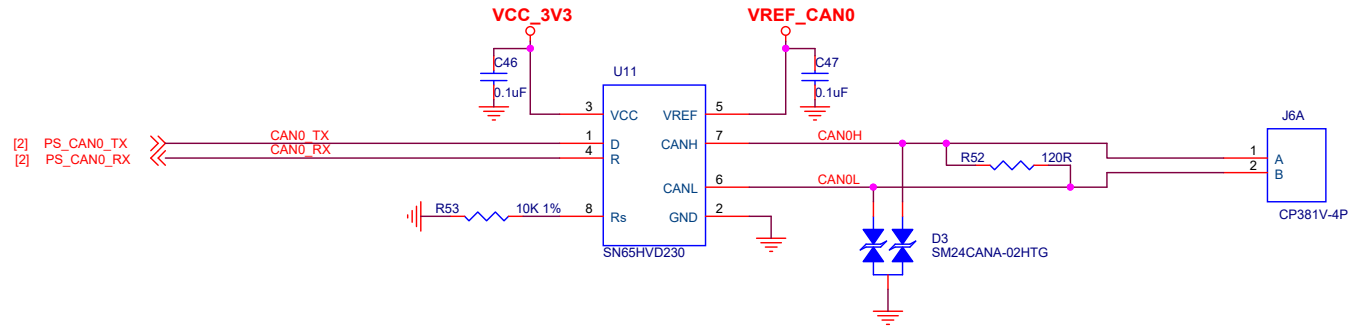 VCC_3V3
VREF_CAN0
C46
0.1uF
C47
0.1uF
U11
3 VCC
VREF 5
[2] PS_CAN0_TX
CAN0_TX
1 D
CANH 7
CAN0H
[2] PS_CAN0_RX
CAN0_RX
4 R
R52 120R
J6A
1 A
2 B
CP381V-4P
CANL 6
CAN0L
R53 10K 1%
8 Rs
GND 2
SN65HVD230
D3
SM24CANA-02HTG